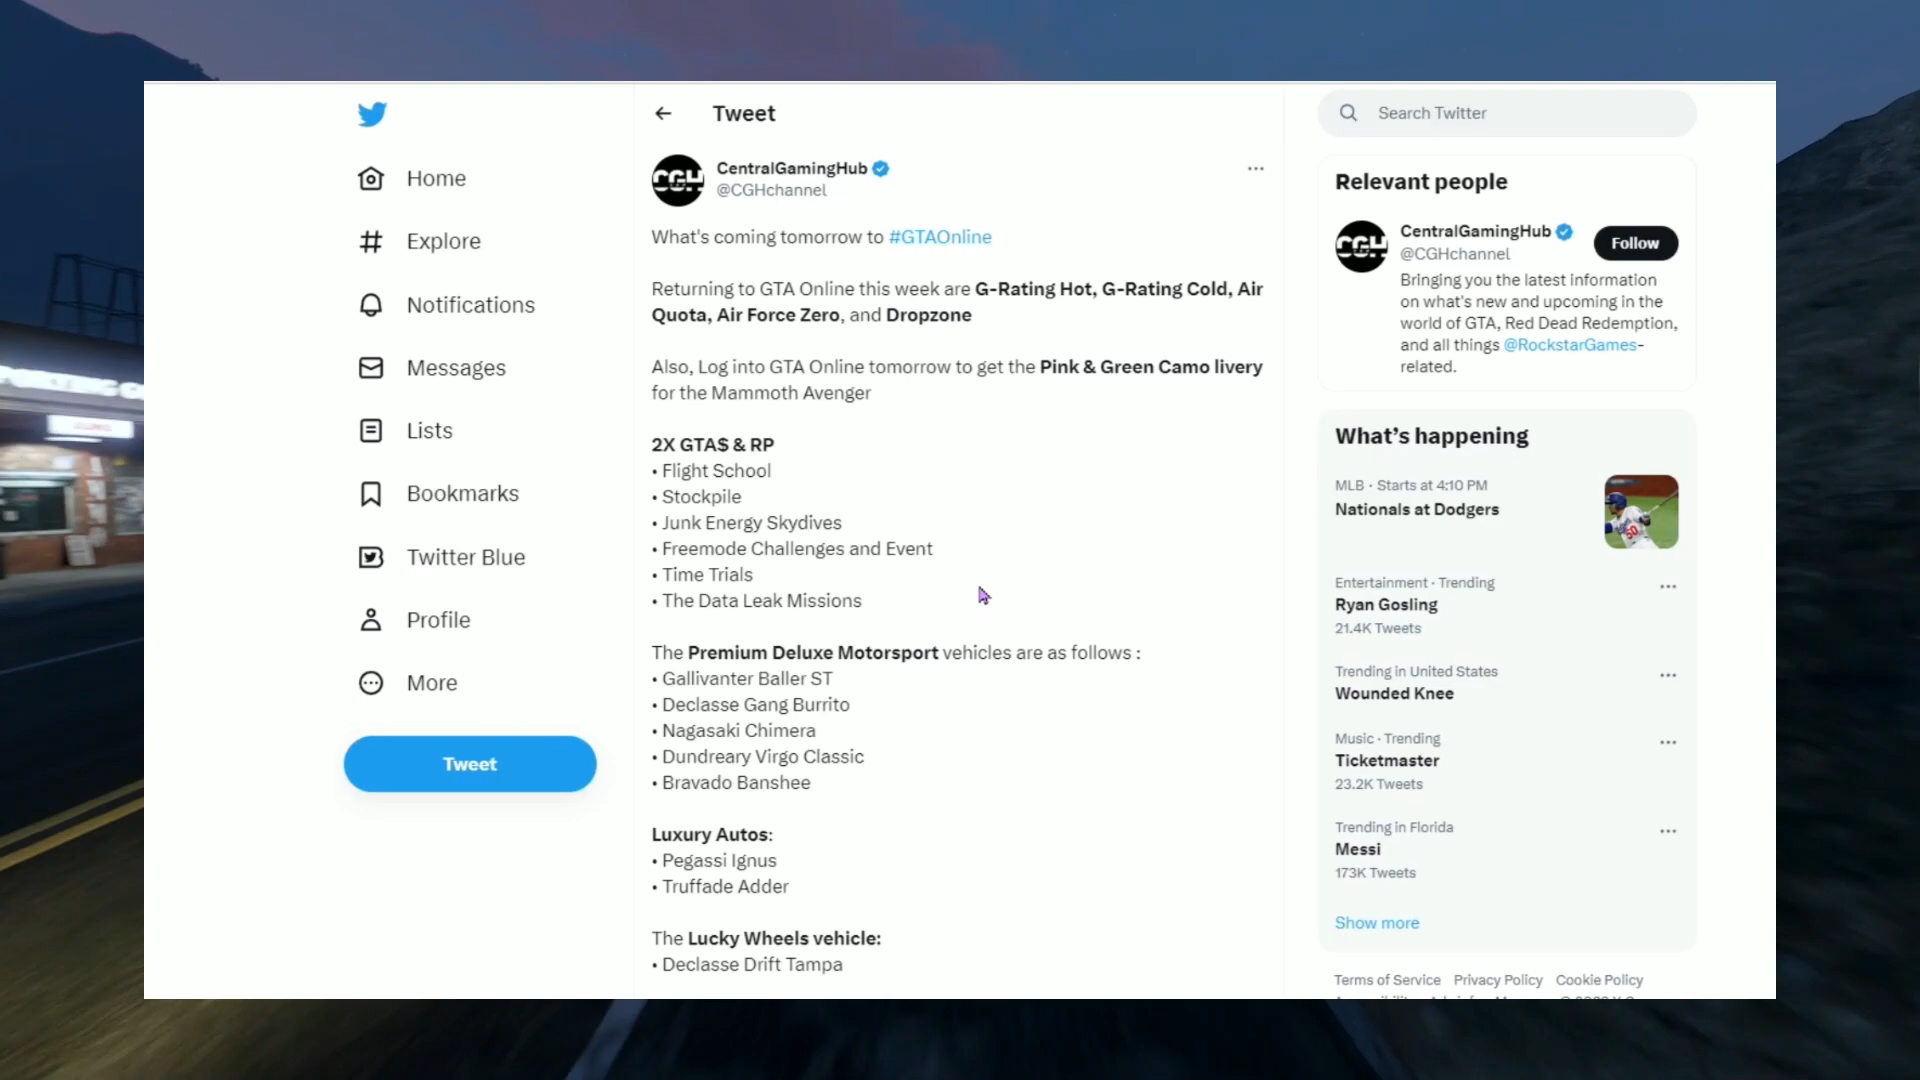 Home
Explore
Notifications
Messages
Lists
Bookmarks
Twitter Blue
Profile
More
Tweet
Tweet
CGH
CentralGamingHub
@CGHchannel
What's coming tomorrow to #GTAOnline
Returning to GTA Online this week are G-Rating Hot, G-Rating Cold, Air
Quota, Air Force Zero, and Dropzone
Also, Log into GTA Online tomorrow to get the Pink & Green Camo livery
for the Mammoth Avenger
2X GTA$ & RP
• Flight School
• Stockpile
• Junk Energy Skydives
• Freemode Challenges and Event
• Time Trials
• The Data Leak Missions
The Premium Deluxe Motorsport vehicles are as follows :
• Gallivanter Baller ST
• Declasse Gang Burrito
• Nagasaki Chimera
• Dundreary Virgo Classic
• Bravado Banshee
Luxury Autos:
• Pegassi Ignus
• Truffade Adder
The Lucky Wheels vehicle:
• Declasse Drift Tampa
Search Twitter
Relevant people
CGH
CentralGamingHub
@CGHchannel
Follow
Bringing you the latest information
on what's new and upcoming in the
world of GTA, Red Dead Redemption,
and all things @RockstarGames-
related.
What's happening
MLB · Starts at 4:10 PM
Nationals at Dodgers
50
Entertainment · Trending
Ryan Gosling
21.4K Tweets
Trending in United States
Wounded Knee
Music · Trending
Ticketmaster
23.2K Tweets
Trending in Florida
Messi
173K Tweets
Show more
Terms of Service Privacy Policy Cookie Policy